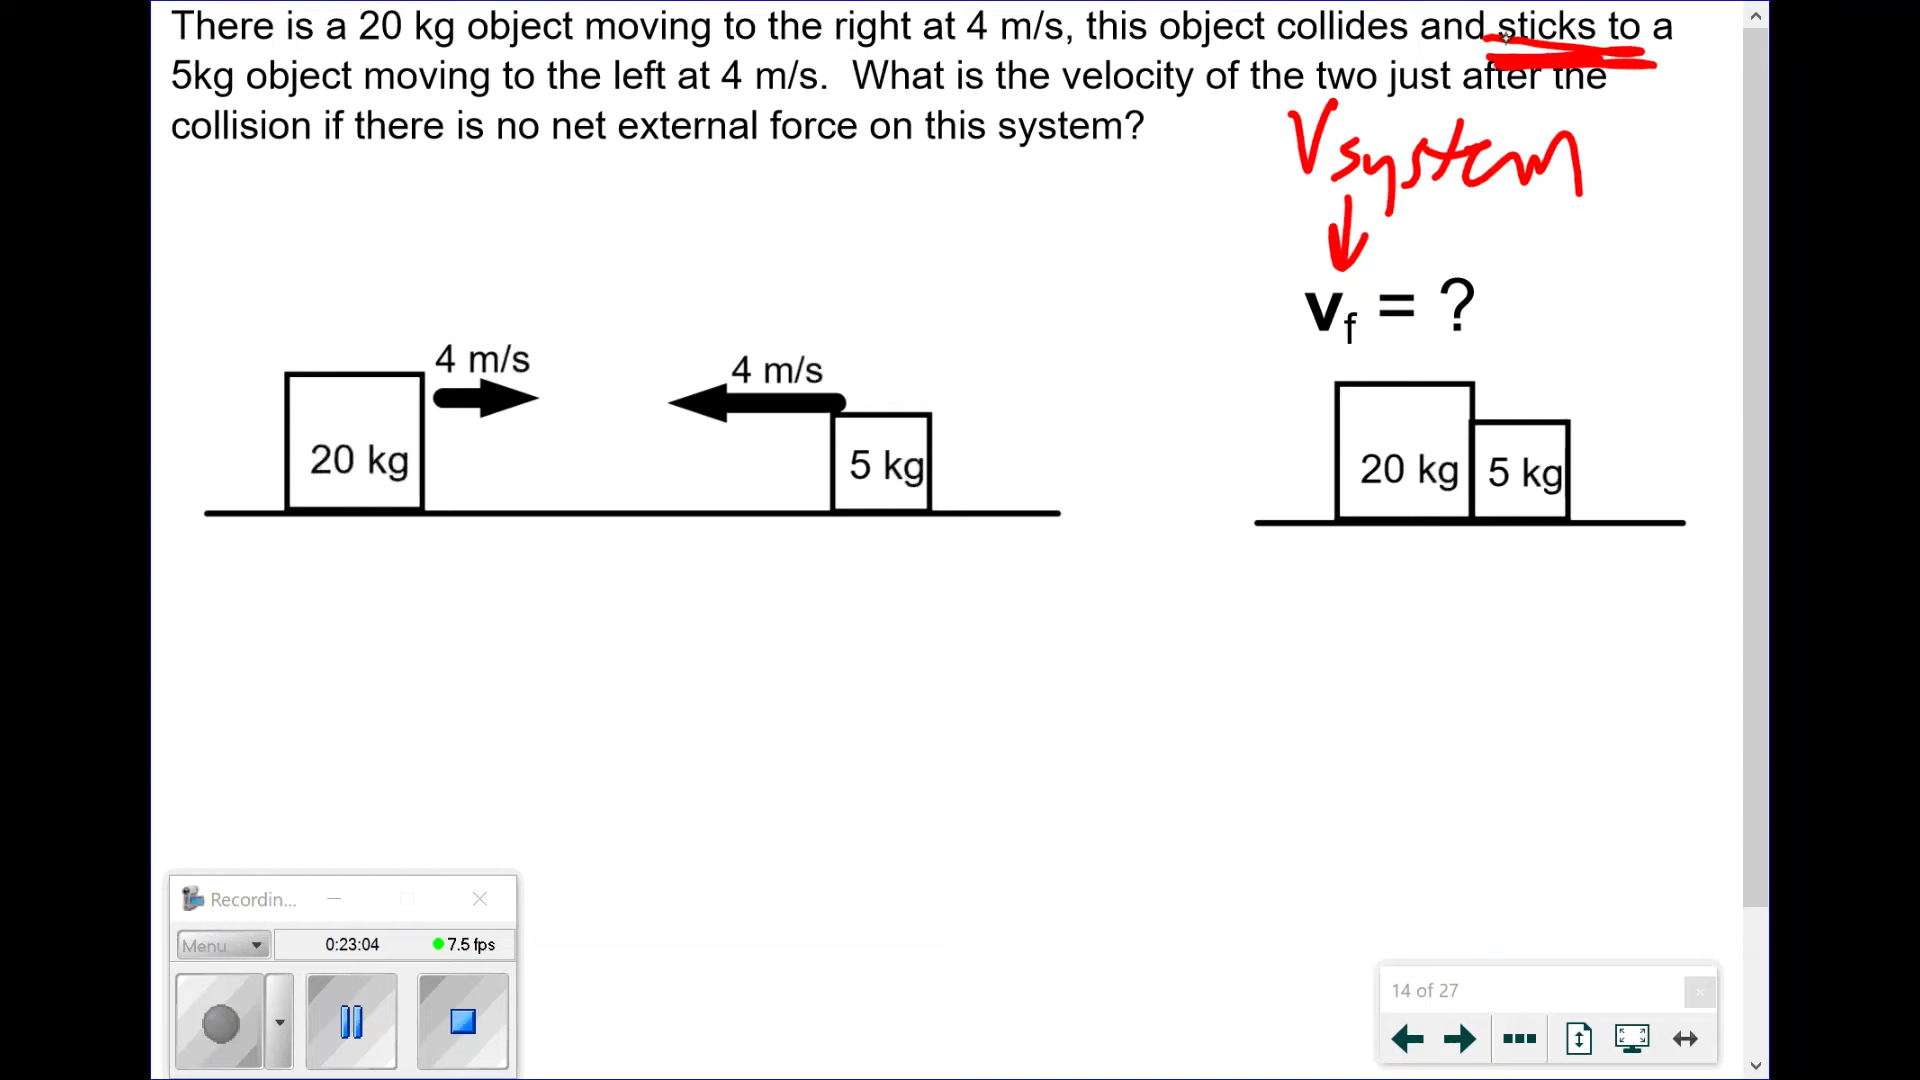 There is a 20 kg object moving to the right at 4 m/s, this object collides and sticks to a
5kg object moving to the left at 4 m/s. What is the velocity of the two just after the
collision if there is no net external force on this system?
Vsystem
vf = ?
4 m/s
4 m/s
20 kg
5 kg
20 kg
5 kg
Recordin...
Menu
0:23:04
7.5 fps
14 of 27